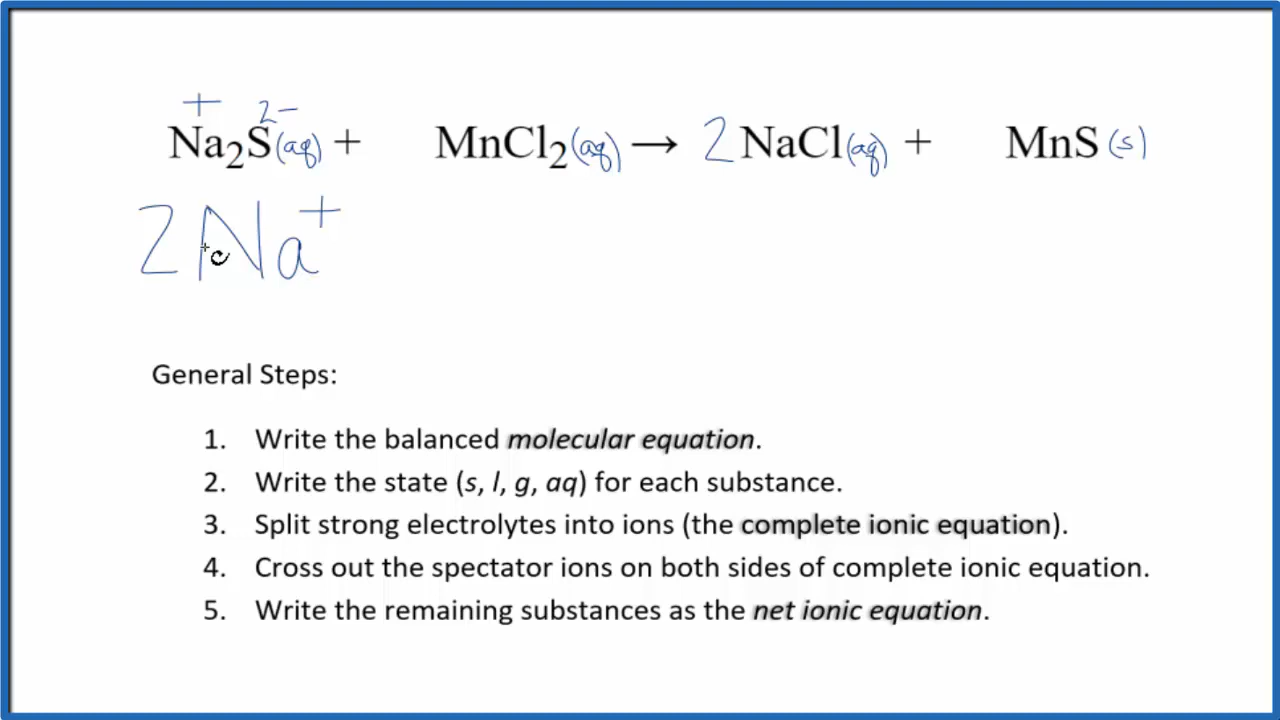 Na₂S(aq) + MnCl₂(aq) → 2 NaCl(aq) + MnS(s)
+ 2-
2Na⁺
General Steps:
1. Write the balanced molecular equation.
2. Write the state (s, l, g, aq) for each substance.
3. Split strong electrolytes into ions (the complete ionic equation).
4. Cross out the spectator ions on both sides of complete ionic equation.
5. Write the remaining substances as the net ionic equation.